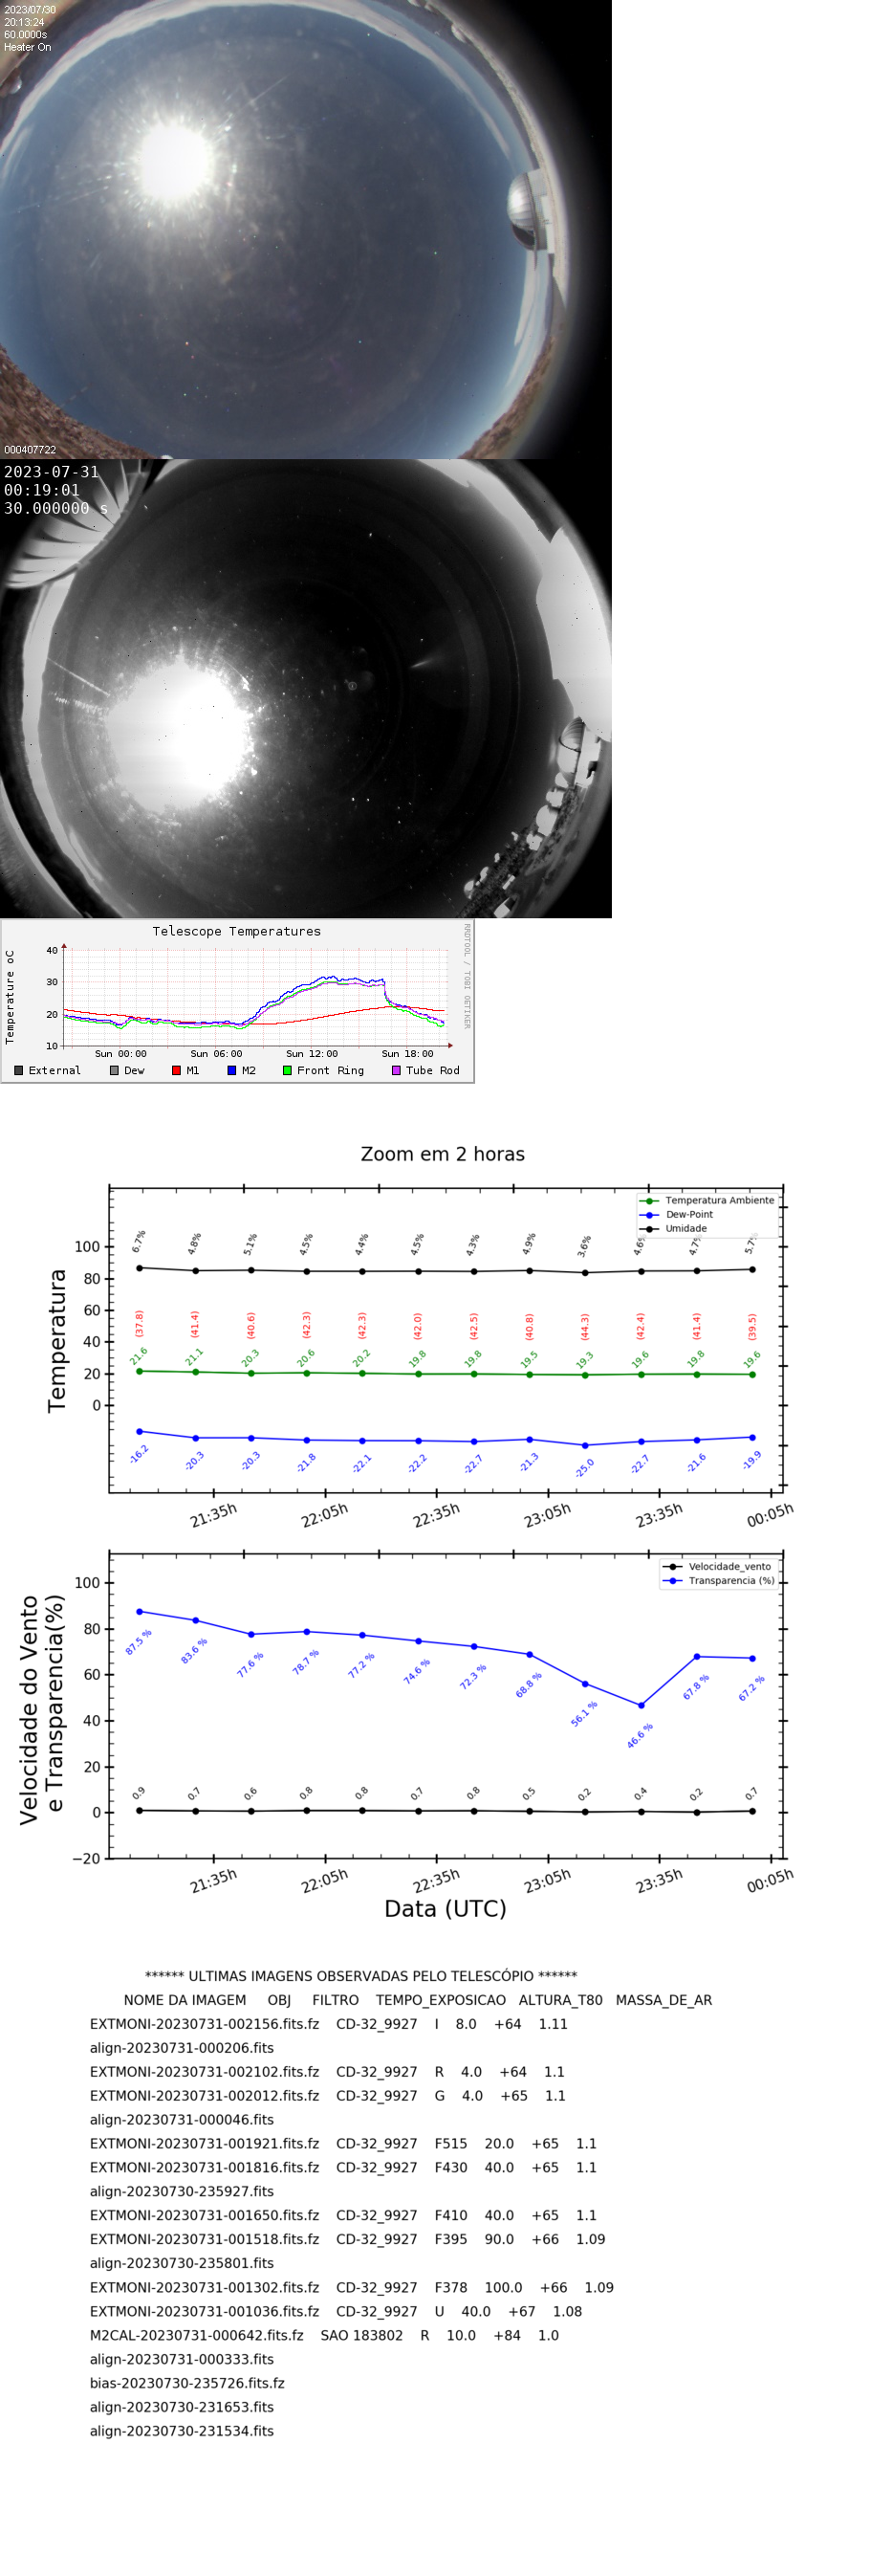 2023/07/30
20:13:24
60.0000s
Heater On
000407722
2023-07-31
00:19:01
30.000000 s
Telescope Temperatures
RRDTOOL / TOBI OETIKER
Temperature oC
40
30
20
10
Sun 00:00 Sun 06:00 Sun 12:00 Sun 18:00
External Dew M1 M2 Front Ring Tube Rod
Zoom em 2 horas
Temperatura Ambiente
Dew-Point
Umidade
Temperatura
100
80
60
40
20
0
6.7% 4.8% 5.1% 4.5% 4.4% 4.5% 4.3% 4.9% 3.6% 4.6% 4.7% 5.7%
(37.8) (41.4) (40.6) (42.3) (42.3) (42.0) (42.5) (40.8) (44.3) (42.4) (41.4) (39.5)
21.6 21.1 20.3 20.6 20.2 19.8 19.8 19.5 19.3 19.6 19.8 19.6
-16.2 -20.3 -20.3 -21.8 -22.1 -22.2 -22.7 -21.3 -25.0 -22.7 -21.6 -19.9
21:35h 22:05h 22:35h 23:05h 23:35h 00:05h
Velocidade_vento
Transparencia (%)
Velocidade do Vento
e Transparencia(%)
100
80
60
40
20
0
−20
87.5 % 83.6 % 77.6 % 78.7 % 77.2 % 74.6 % 72.3 % 68.8 % 56.1 % 46.6 % 67.8 % 67.2 %
0.9 0.7 0.6 0.8 0.8 0.7 0.8 0.5 0.2 0.4 0.2 0.7
21:35h 22:05h 22:35h 23:05h 23:35h 00:05h
Data (UTC)
****** ULTIMAS IMAGENS OBSERVADAS PELO TELESCÓPIO ******
NOME DA IMAGEM OBJ FILTRO TEMPO_EXPOSICAO ALTURA_T80 MASSA_DE_AR
EXTMONI-20230731-002156.fits.fz CD-32_9927 I 8.0 +64 1.11
align-20230731-000206.fits
EXTMONI-20230731-002102.fits.fz CD-32_9927 R 4.0 +64 1.1
EXTMONI-20230731-002012.fits.fz CD-32_9927 G 4.0 +65 1.1
align-20230731-000046.fits
EXTMONI-20230731-001921.fits.fz CD-32_9927 F515 20.0 +65 1.1
EXTMONI-20230731-001816.fits.fz CD-32_9927 F430 40.0 +65 1.1
align-20230730-235927.fits
EXTMONI-20230731-001650.fits.fz CD-32_9927 F410 40.0 +65 1.1
EXTMONI-20230731-001518.fits.fz CD-32_9927 F395 90.0 +66 1.09
align-20230730-235801.fits
EXTMONI-20230731-001302.fits.fz CD-32_9927 F378 100.0 +66 1.09
EXTMONI-20230731-001036.fits.fz CD-32_9927 U 40.0 +67 1.08
M2CAL-20230731-000642.fits.fz SAO 183802 R 10.0 +84 1.0
align-20230731-000333.fits
bias-20230730-235726.fits.fz
align-20230730-231653.fits
align-20230730-231534.fits